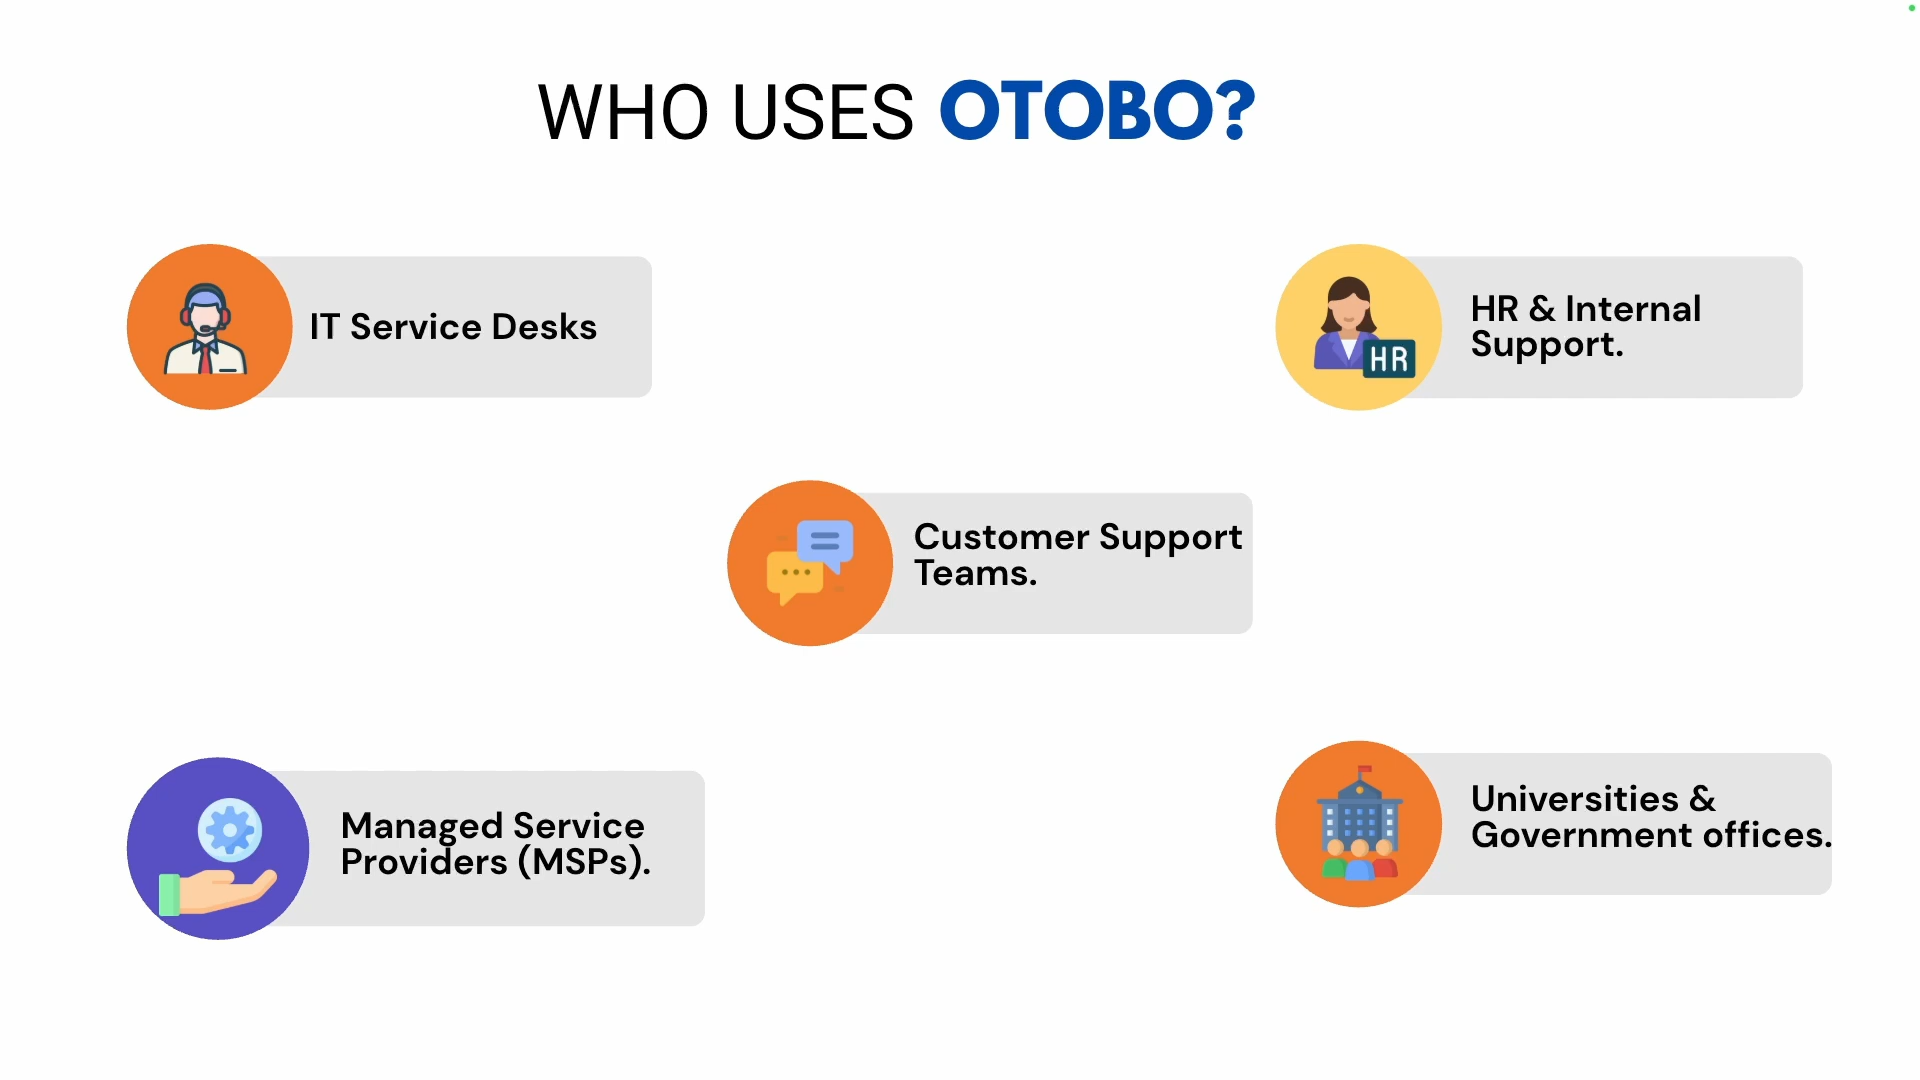 WHO USES OTOBO?
IT Service Desks
HR & Internal
Support.
HR
Customer Support
Teams.
Managed Service
Providers (MSPs).
Universities &
Government offices.